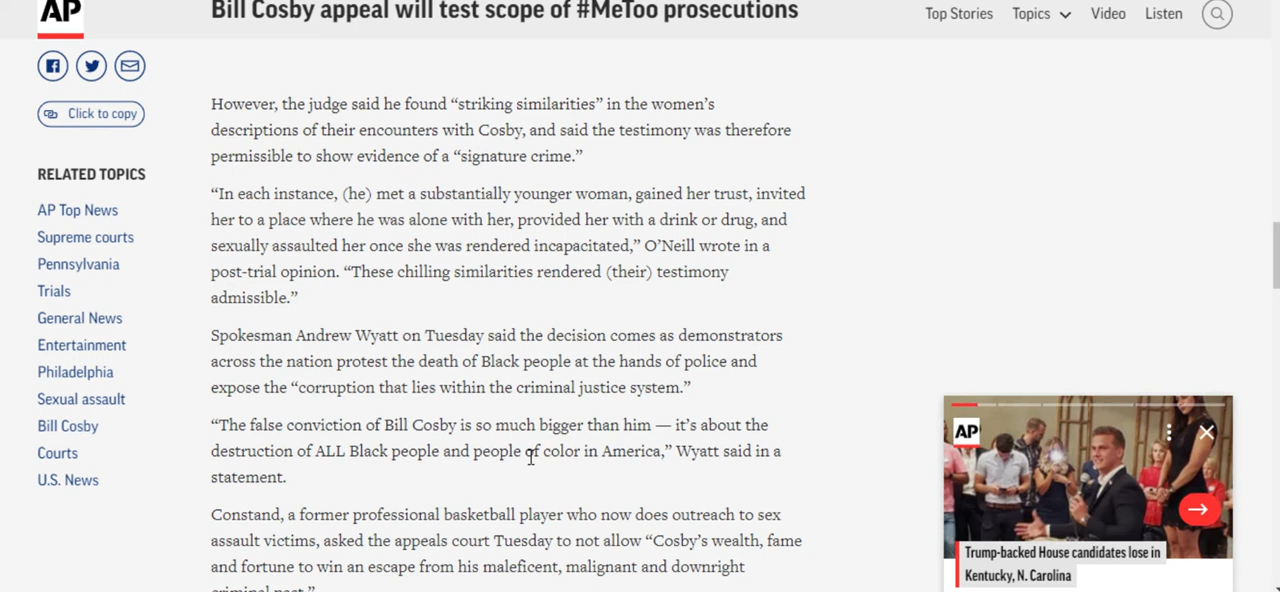 AP
Bill Cosby appeal will test scope of #MeToo prosecutions
Top Stories
Topics
Video
Listen
Click to copy
RELATED TOPICS
AP Top News
Supreme courts
Pennsylvania
Trials
General News
Entertainment
Philadelphia
Sexual assault
Bill Cosby
Courts
U.S. News
However, the judge said he found “striking similarities” in the women’s
descriptions of their encounters with Cosby, and said the testimony was therefore
permissible to show evidence of a “signature crime.”
“In each instance, (he) met a substantially younger woman, gained her trust, invited
her to a place where he was alone with her, provided her with a drink or drug, and
sexually assaulted her once she was rendered incapacitated,” O’Neill wrote in a
post-trial opinion. “These chilling similarities rendered (their) testimony
admissible.”
Spokesman Andrew Wyatt on Tuesday said the decision comes as demonstrators
across the nation protest the death of Black people at the hands of police and
expose the “corruption that lies within the criminal justice system.”
“The false conviction of Bill Cosby is so much bigger than him — it’s about the
destruction of ALL Black people and people of color in America,” Wyatt said in a
statement.
Constand, a former professional basketball player who now does outreach to sex
assault victims, asked the appeals court Tuesday to not allow “Cosby’s wealth, fame
and fortune to win an escape from his maleficent, malignant and downright
criminal past.”
AP
Trump-backed House candidates lose in
Kentucky, N. Carolina